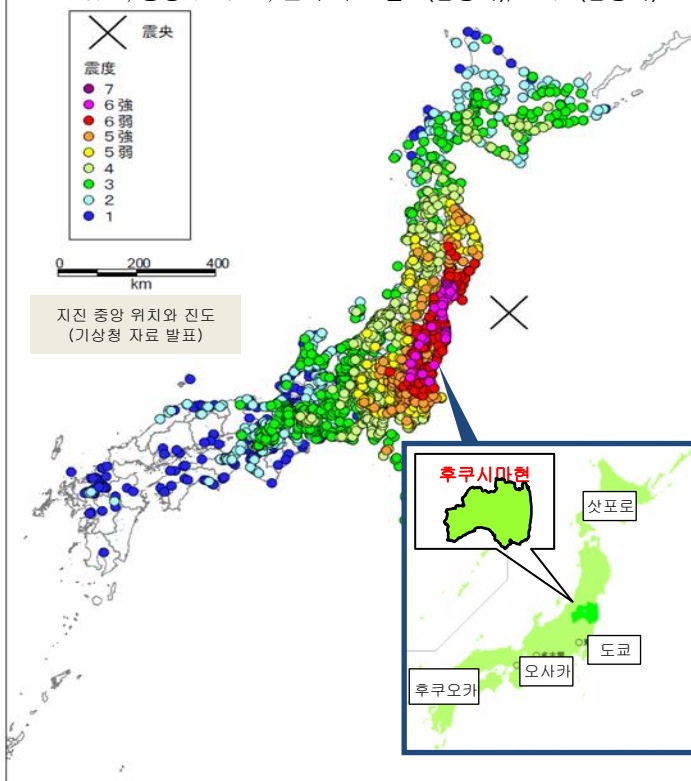 震央
震度
7
6強
6弱
5強
5弱
4
3
2
1
0 200 400
km
지진 중앙 위치와 진도
(기상청 자료 발표)
후쿠시마현
삿포로
도쿄
오사카
후쿠오카